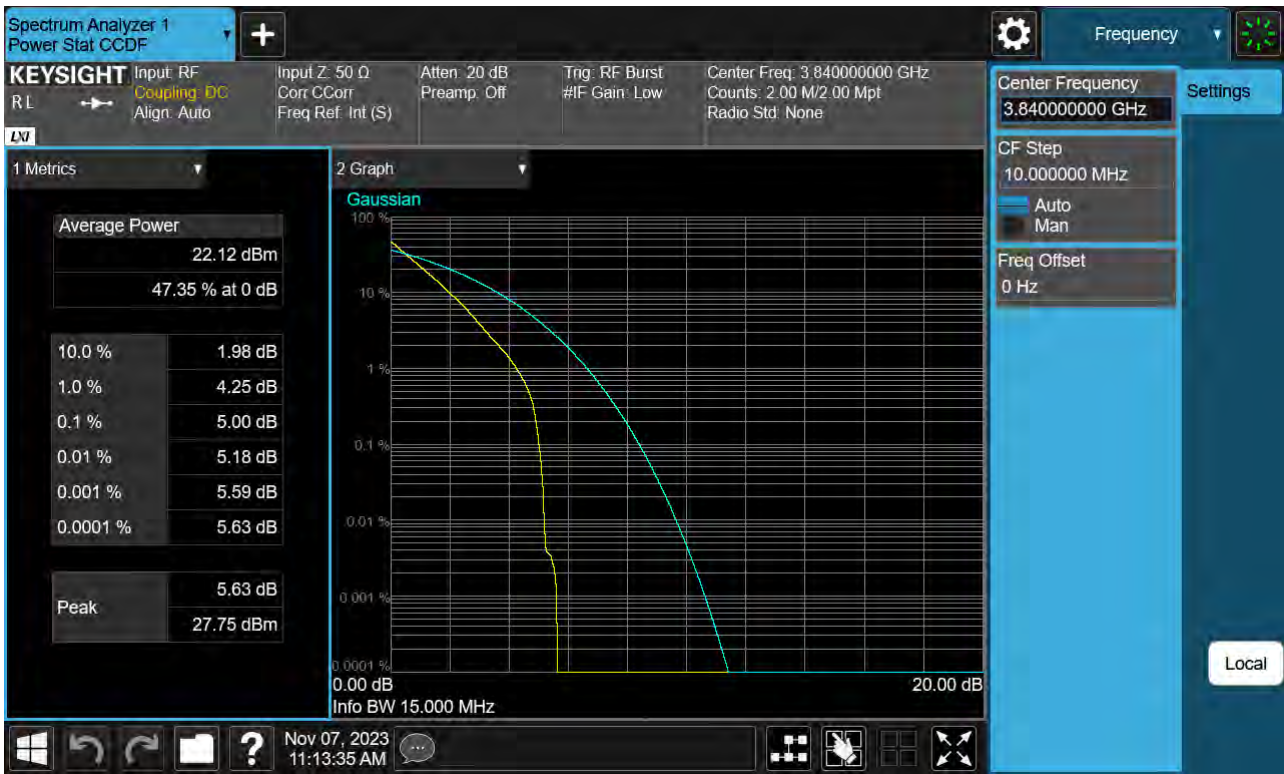 Spectrum Analyzer 1
Power Stat CCDF
Frequency
KEYSIGHT
R L
LXI
Input: RF
Coupling: DC
Align: Auto
Input Z: 50 Ω
Corr CCorr
Freq Ref: Int (S)
Atten: 20 dB
Preamp: Off
Trig: RF Burst
#IF Gain: Low
Center Freq: 3.840000000 GHz
Counts: 2.00 M/2.00 Mpt
Radio Std: None
Center Frequency
3.840000000 GHz
Settings
CF Step
10.000000 MHz
Auto
Man
Freq Offset
0 Hz
1 Metrics
Average Power
22.12 dBm
47.35 % at 0 dB
10.0 % 1.98 dB
1.0 % 4.25 dB
0.1 % 5.00 dB
0.01 % 5.18 dB
0.001 % 5.59 dB
0.0001 % 5.63 dB
Peak
5.63 dB
27.75 dBm
2 Graph
Gaussian
100 %
10 %
1 %
0.1 %
0.01 %
0.001 %
0.0001 %
0.00 dB 20.00 dB
Info BW 15.000 MHz
Local
?
Nov 07, 2023
11:13:35 AM